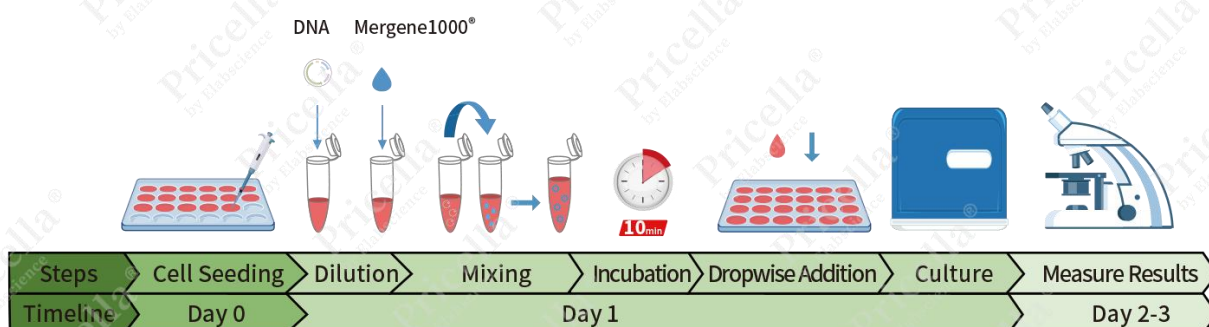 DNA Mergene1000®
10min
Steps Cell Seeding Dilution Mixing Incubation Dropwise Addition Culture Measure Results
Timeline Day 0 Day 1 Day 2-3
Pricella®
by Elabscience